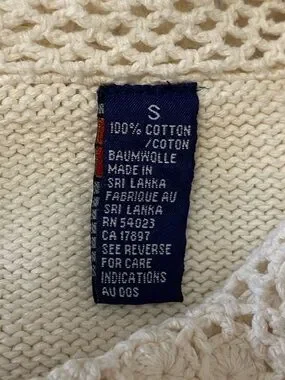 S
100% COTTON
/COTON
BAUMWOLLE
MADE IN
SRI LANKA
FABRIQUE AU
SRI LANKA
RN 54023
CA 17897
SEE REVERSE
FOR CARE
INDICATIONS
AU DOS